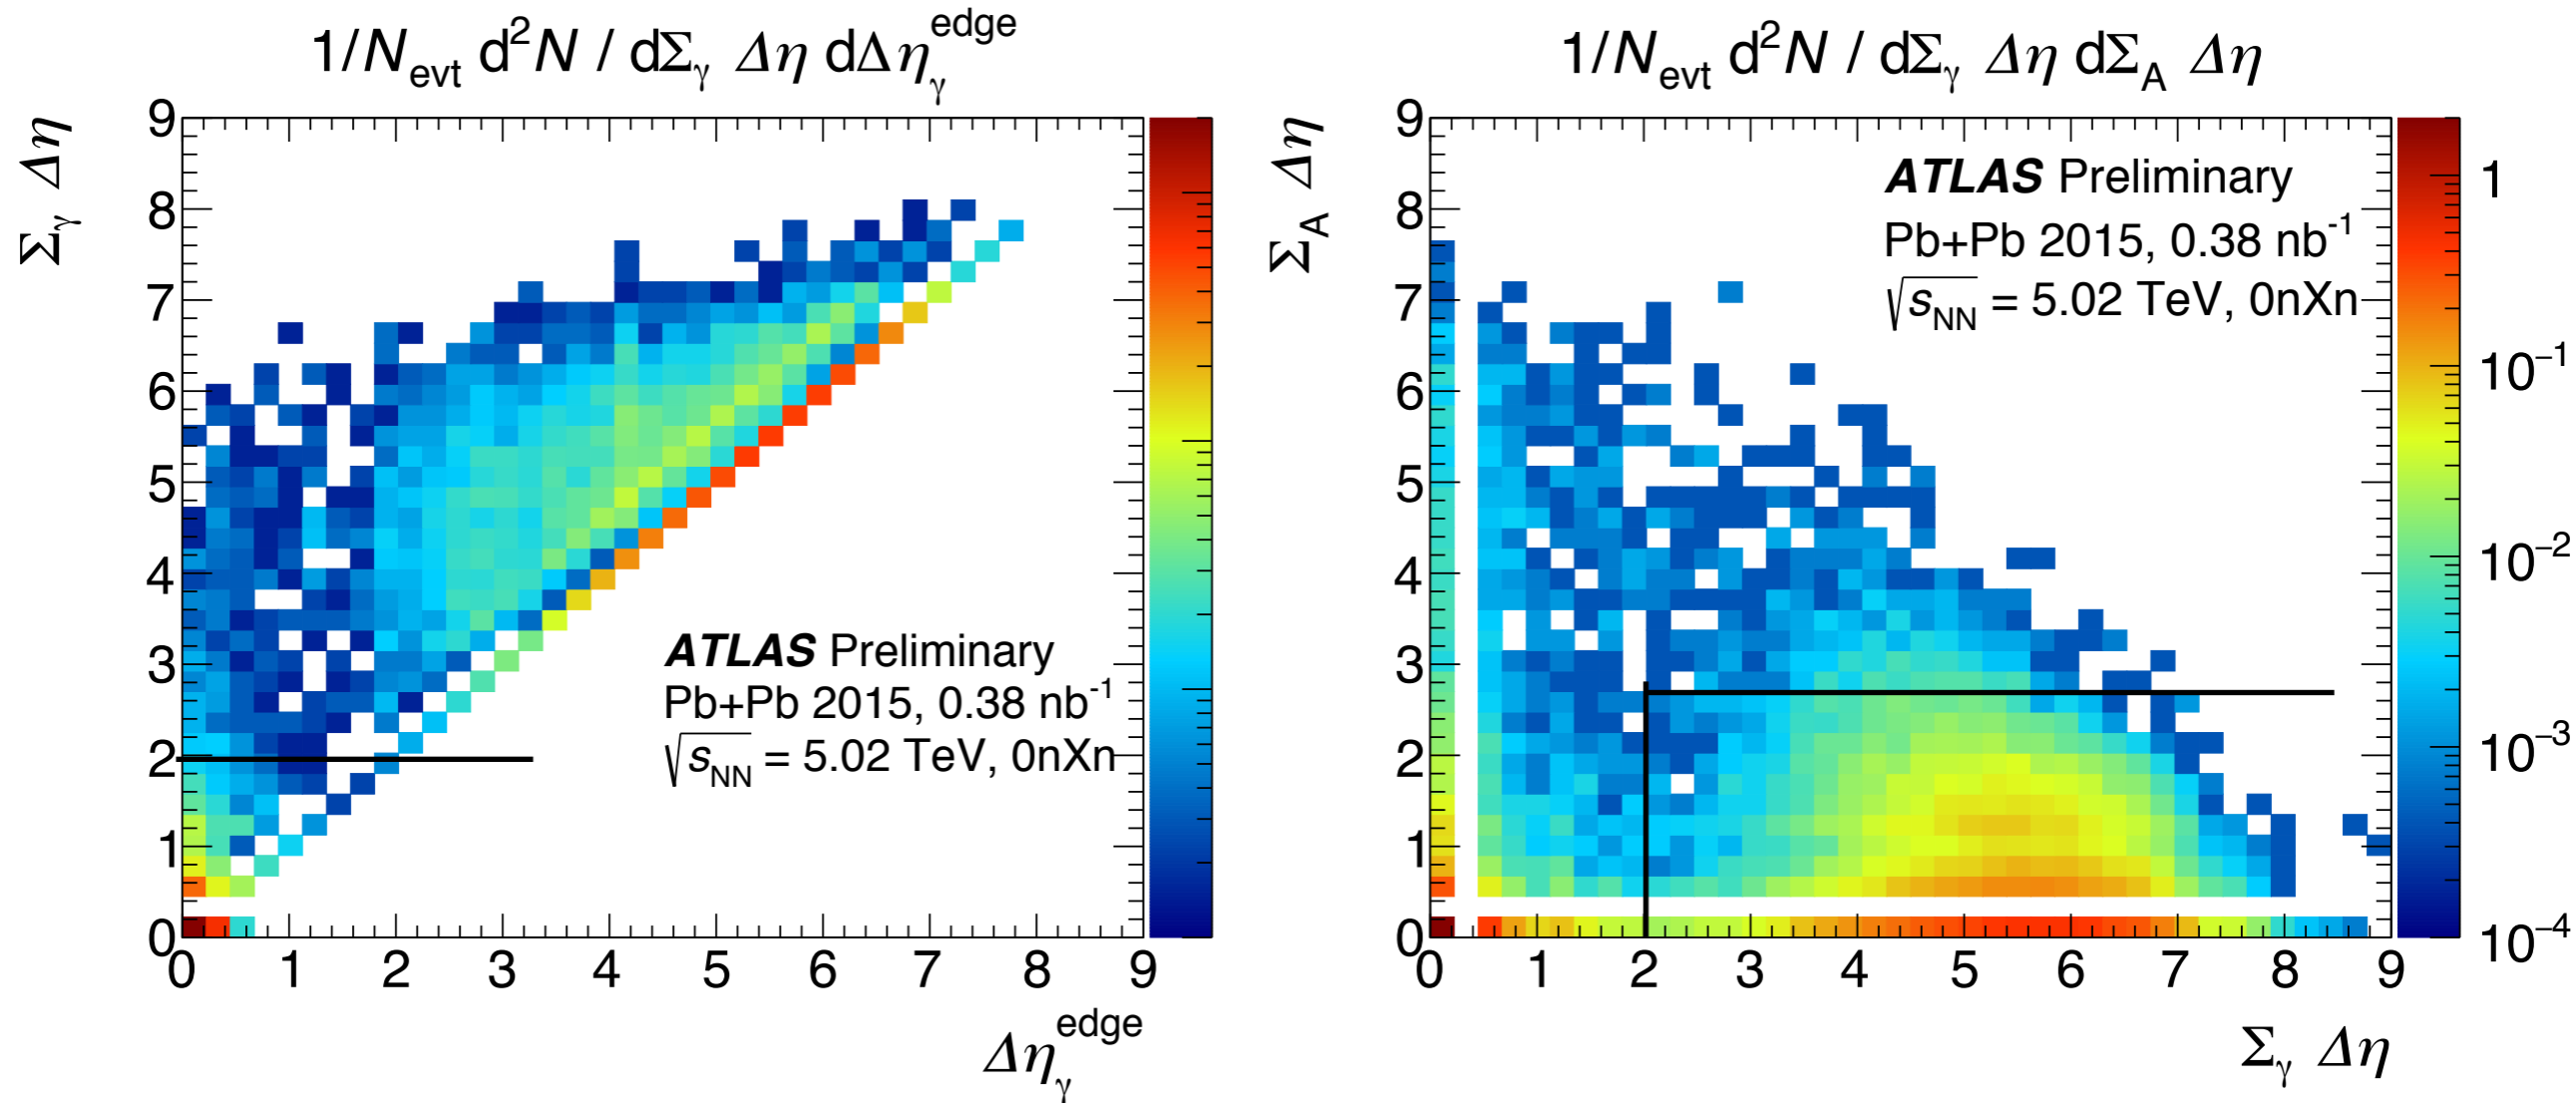 1/N_evt d²N / dΣ_γ Δη dΔη_γ^edge
Σ_γ Δη
9
8
7
6
5
4
3
2
1
0
ATLAS Preliminary
Pb+Pb 2015, 0.38 nb⁻¹
√s_NN = 5.02 TeV, 0nXn
0 1 2 3 4 5 6 7 8 9
Δη_γ^edge
1/N_evt d²N / dΣ_γ Δη dΣ_A Δη
Σ_A Δη
9
8
7
6
5
4
3
2
1
0
ATLAS Preliminary
Pb+Pb 2015, 0.38 nb⁻¹
√s_NN = 5.02 TeV, 0nXn
0 1 2 3 4 5 6 7 8 9
Σ_γ Δη
1
10⁻¹
10⁻²
10⁻³
10⁻⁴